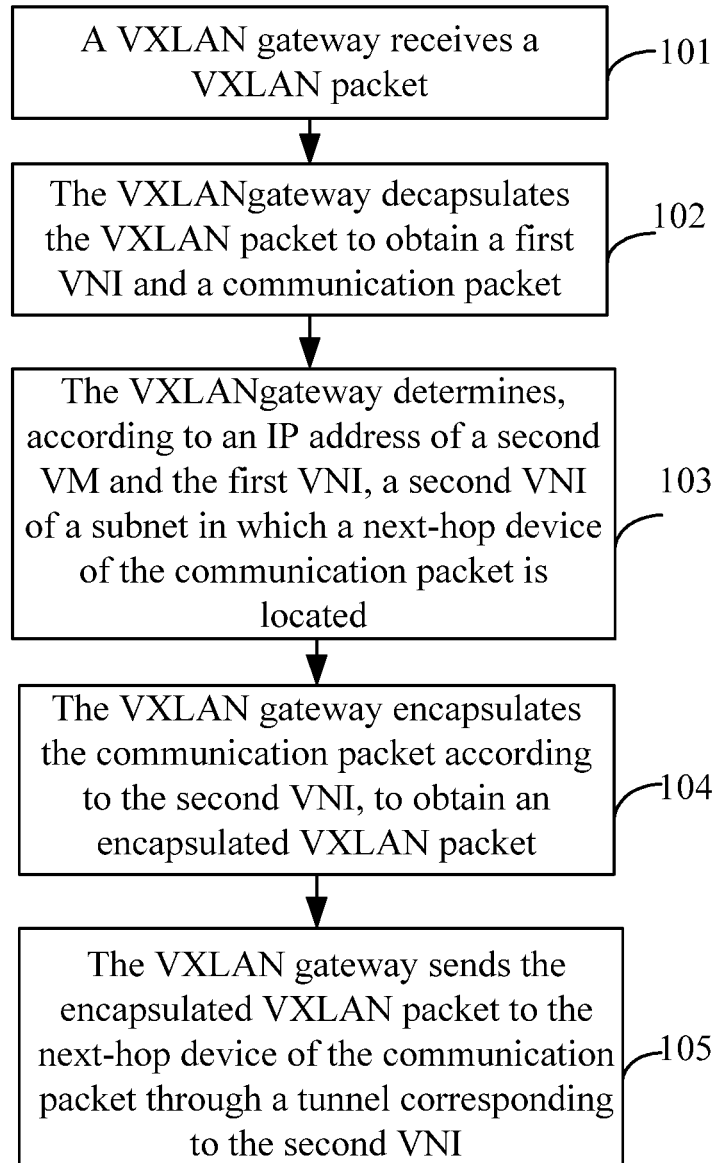 A VXLAN gateway receives a
VXLAN packet
101
The VXLANgateway decapsulates
the VXLAN packet to obtain a first
VNI and a communication packet
102
The VXLANgateway determines,
according to an IP address of a second
VM and the first VNI, a second VNI
of a subnet in which a next-hop device
of the communication packet is
located
103
The VXLAN gateway encapsulates
the communication packet according
to the second VNI, to obtain an
encapsulated VXLAN packet
104
The VXLAN gateway sends the
encapsulated VXLAN packet to the
next-hop device of the communication
packet through a tunnel corresponding
to the second VNI
105